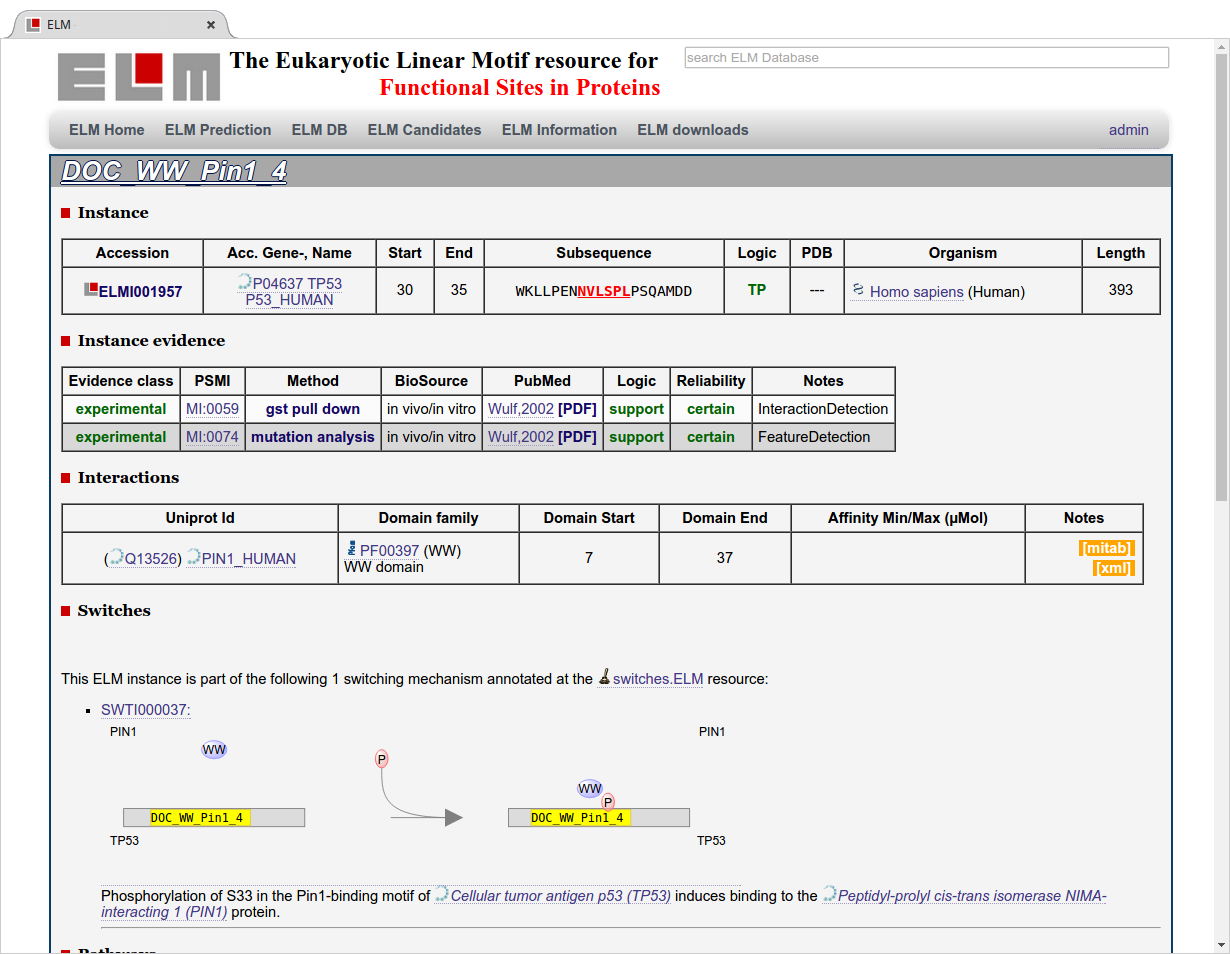 ELM
ELM The Eukaryotic Linear Motif resource for
Functional Sites in Proteins
search ELM Database
ELM Home ELM Prediction ELM DB ELM Candidates ELM Information ELM downloads admin
DOC_WW_Pin1_4
Instance
Accession Acc. Gene-, Name Start End Subsequence Logic PDB Organism Length
ELMI001957 P04637 TP53 30 35 WKLLPENNVLSPLPSQAMDD TP --- Homo sapiens (Human) 393
P53_HUMAN
Instance evidence
Evidence class PSMI Method BioSource PubMed Logic Reliability Notes
experimental MI:0059 gst pull down in vivo/in vitro Wulf,2002 [PDF] support certain InteractionDetection
experimental MI:0074 mutation analysis in vivo/in vitro Wulf,2002 [PDF] support certain FeatureDetection
Interactions
Uniprot Id Domain family Domain Start Domain End Affinity Min/Max (µMol) Notes
(Q13526) PIN1_HUMAN PF00397 (WW) 7 37 [mitab]
WW domain [xml]
Switches
This ELM instance is part of the following 1 switching mechanism annotated at the switches.ELM resource:
SWTI000037:
PIN1 PIN1
WW
P
WW
P
DOC_WW_Pin1_4 DOC_WW_Pin1_4
TP53 TP53
Phosphorylation of S33 in the Pin1-binding motif of Cellular tumor antigen p53 (TP53) induces binding to the Peptidyl-prolyl cis-trans isomerase NIMA-
interacting 1 (PIN1) protein.
Pathways